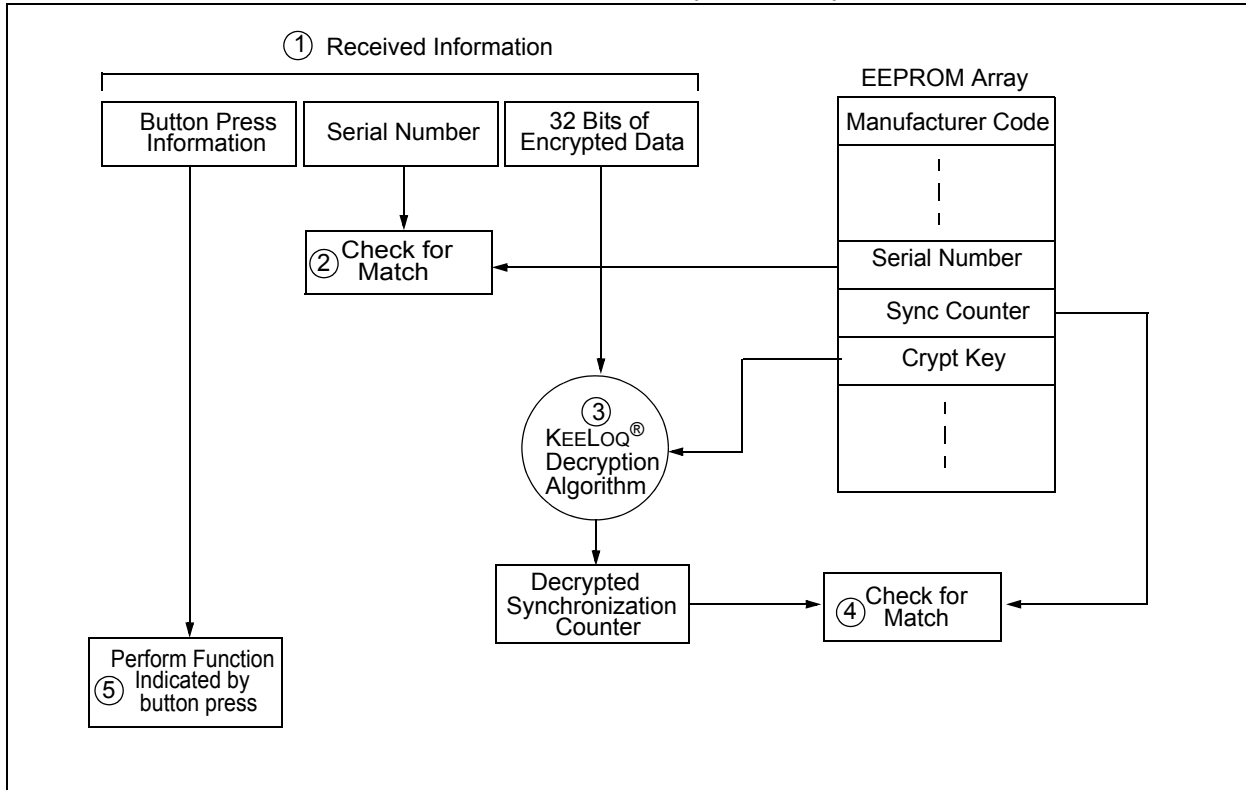 ① Received Information
EEPROM Array
Button Press
Information
Serial Number
32 Bits of
Encrypted Data
Manufacturer Code
② Check for
Match
Serial Number
Sync Counter
Crypt Key
③
KEELOQ®
Decryption
Algorithm
Decrypted
Synchronization
Counter
④ Check for
Match
Perform Function
⑤ Indicated by
button press